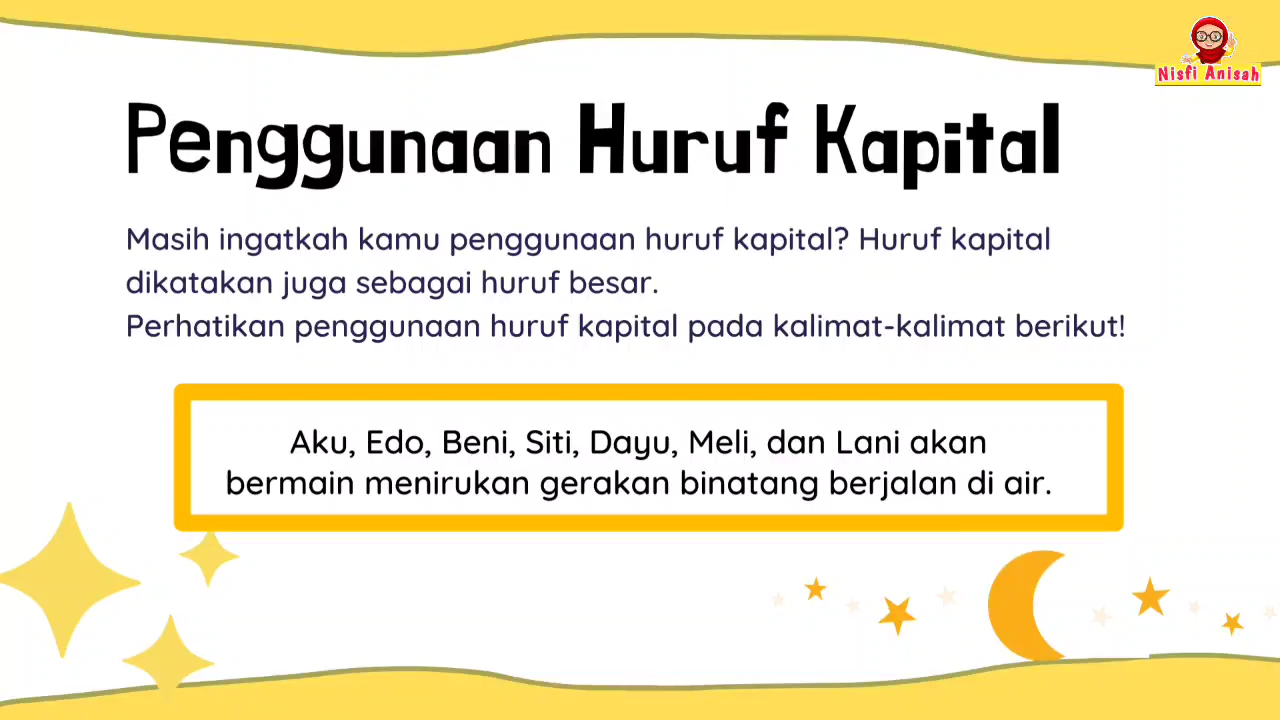 Nisfi Anisah
Penggunaan Huruf Kapital
Masih ingatkah kamu penggunaan huruf kapital? Huruf kapital
dikatakan juga sebagai huruf besar.
Perhatikan penggunaan huruf kapital pada kalimat-kalimat berikut!
Aku, Edo, Beni, Siti, Dayu, Meli, dan Lani akan
bermain menirukan gerakan binatang berjalan di air.